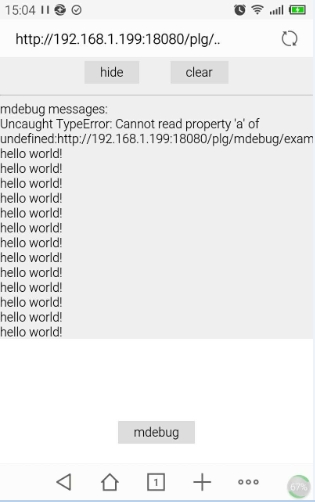 15:04
http://192.168.1.199:18080/plg/..
hide clear
mdebug messages:
Uncaught TypeError: Cannot read property 'a' of
undefined:http://192.168.1.199:18080/plg/mdebug/exam
hello world!
hello world!
hello world!
hello world!
hello world!
hello world!
hello world!
hello world!
hello world!
hello world!
hello world!
hello world!
hello world!
mdebug
1
67%